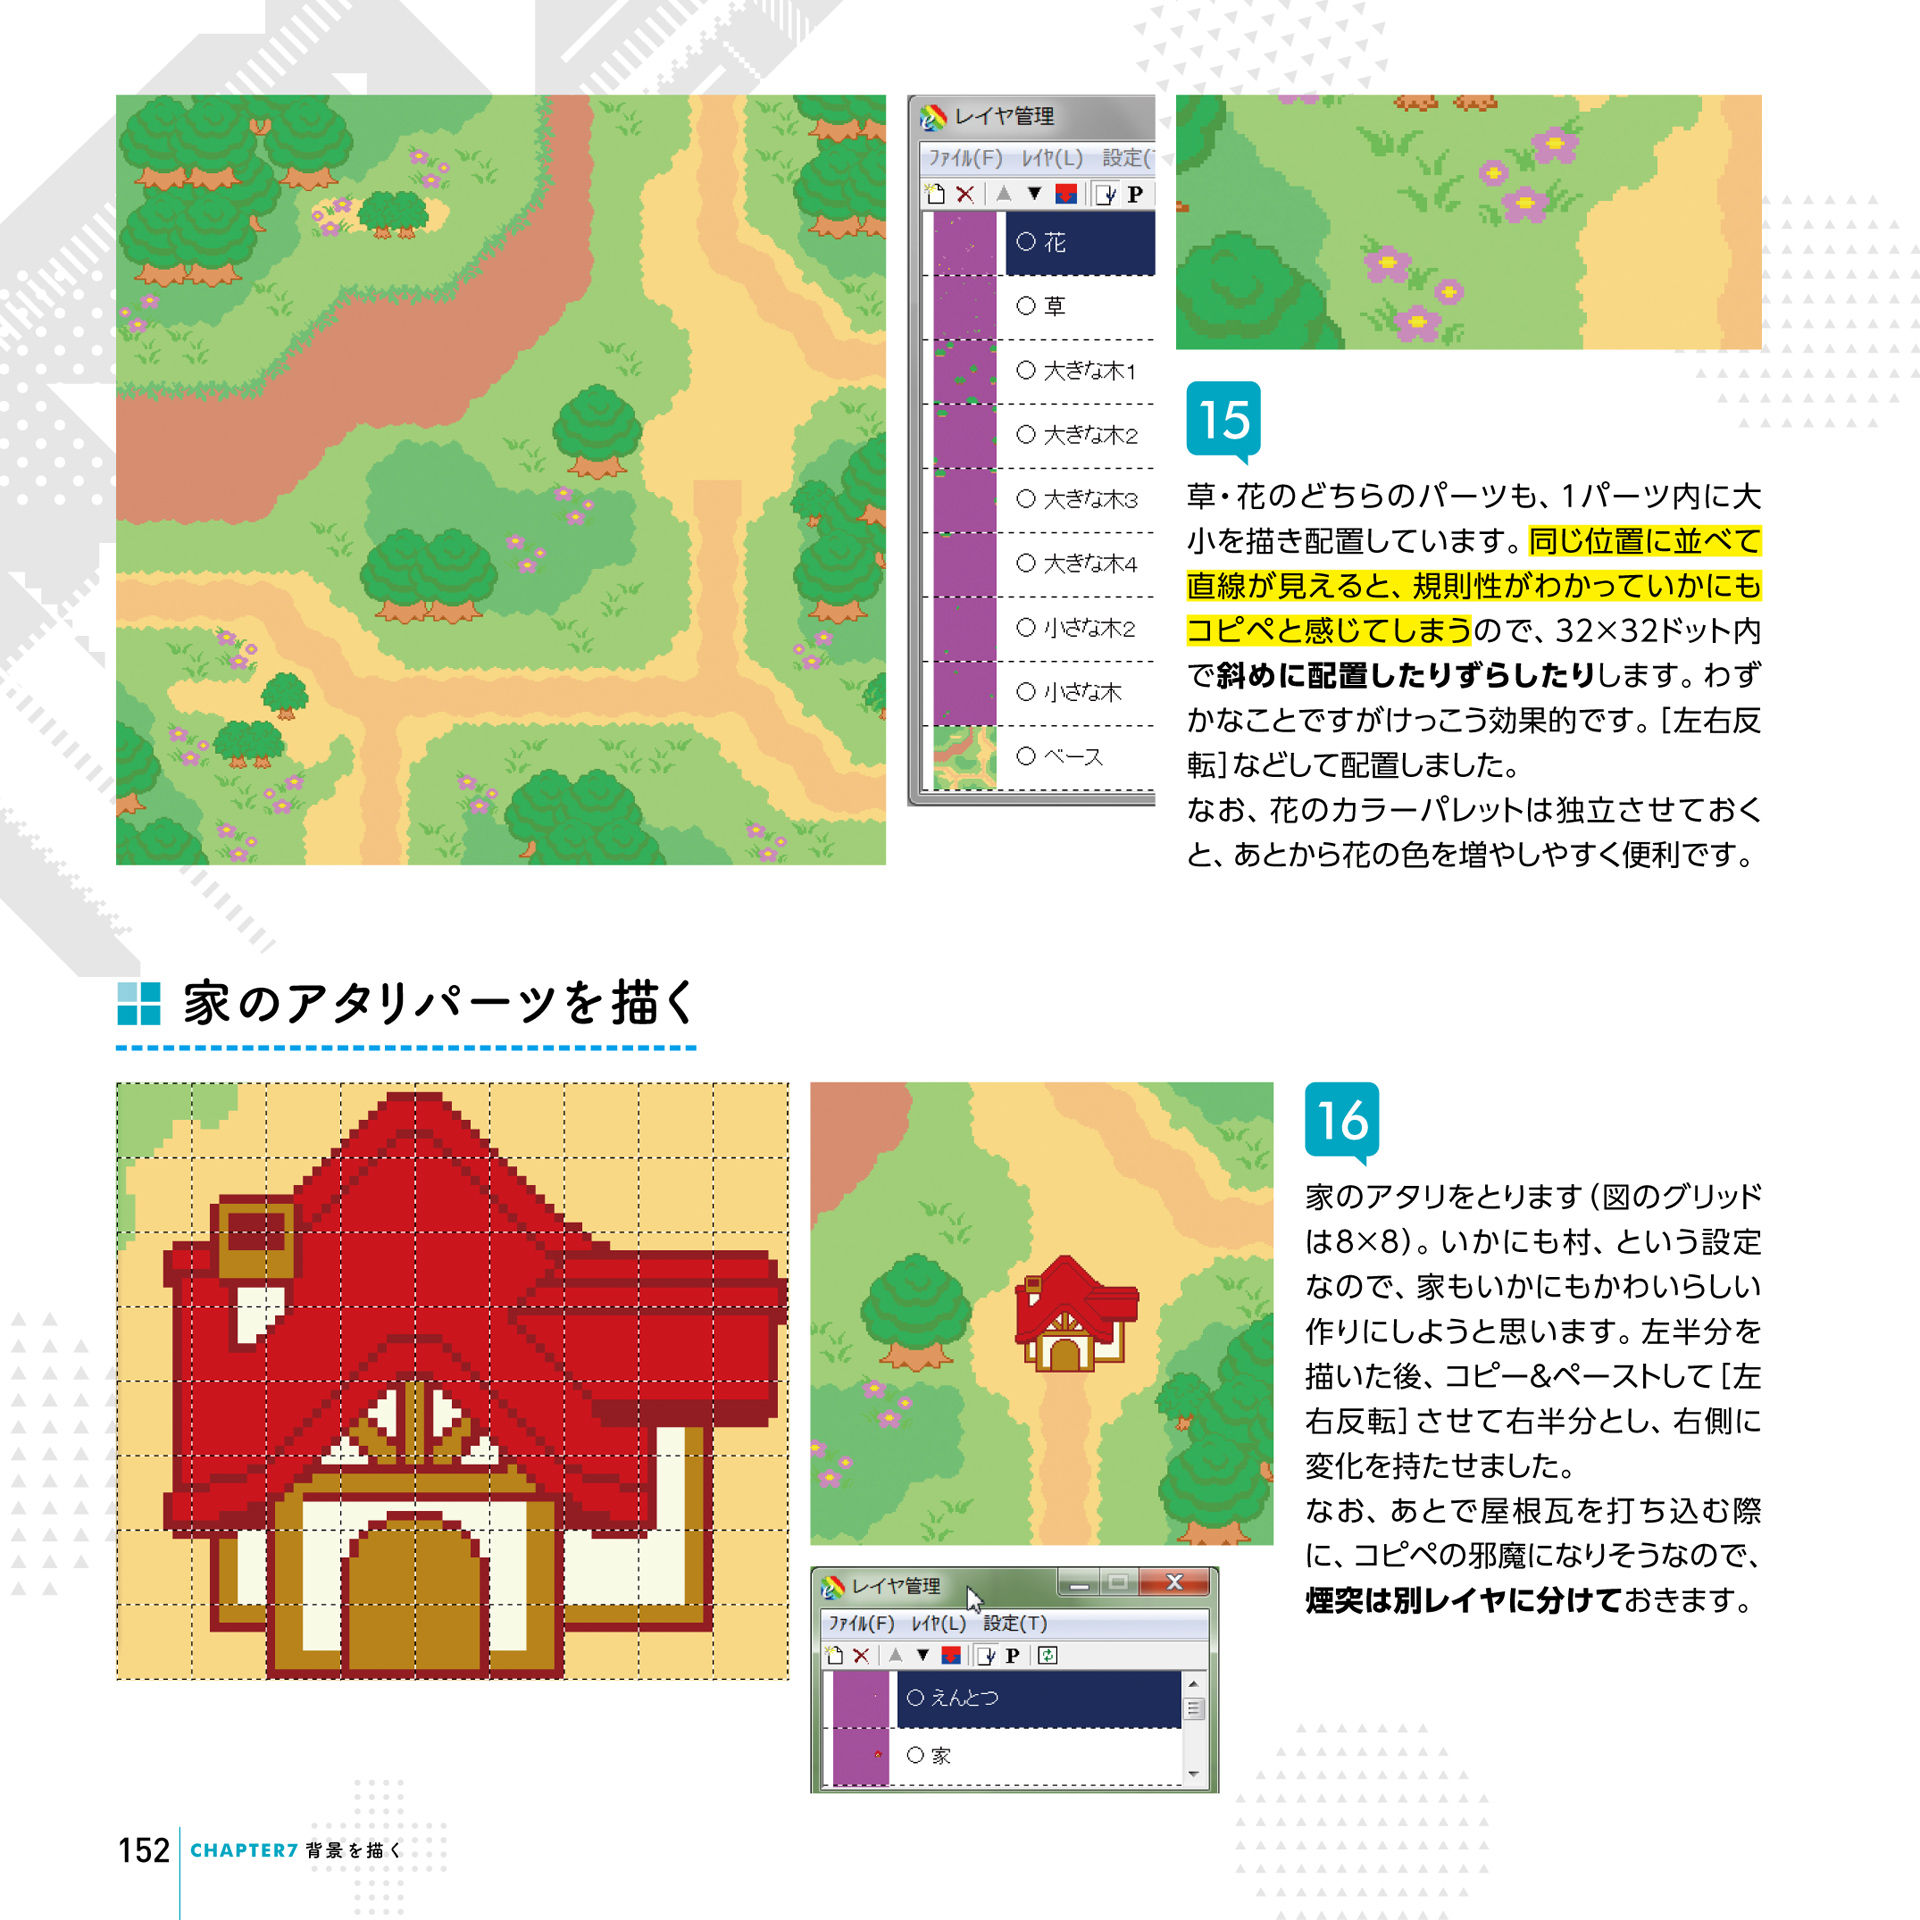 レイヤ管理
ファイル(F) レイヤ(L) 設定(
P
花
草
大きな木1
大きな木2
大きな木3
大きな木4
小さな木2
小さな木
ベース
15
草・花のどちらのパーツも、1パーツ内に大
小を描き配置しています。同じ位置に並べて
直線が見えると、規則性がわかっていかにも
コピペと感じてしまうので、32×32ドット内
で斜めに配置したりずらしたりします。わず
かなことですがけっこう効果的です。[左右反
転]などして配置しました。
なお、花のカラーパレットは独立させておく
と、あとから花の色を増やしやすく便利です。
家のアタリパーツを描く
16
家のアタリをとります(図のグリッド
は8×8)。いかにも村、という設定
なので、家もいかにもかわいらしい
作りにしようと思います。左半分を
描いた後、コピー&ペーストして[左
右反転]させて右半分とし、右側に
変化を持たせました。
なお、あとで屋根瓦を打ち込む際
に、コピペの邪魔になりそうなので、
煙突は別レイヤに分けておきます。
レイヤ管理
ファイル(F) レイヤ(L) 設定(T)
P
えんとつ
家
152 CHAPTER7 背景を描く